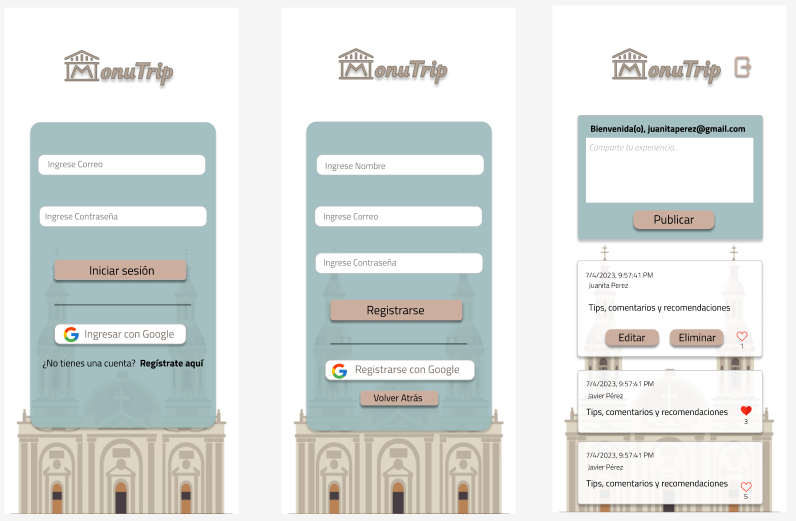 MonuTrip
Ingrese Correo
Ingrese Contraseña
Iniciar sesión
Ingresar con Google
¿No tienes una cuenta? Regístrate aquí
MonuTrip
Ingrese Nombre
Ingrese Correo
Ingrese Contraseña
Registrarse
Registrarse con Google
Volver Atrás
MonuTrip
Bienvenida(o), juanitaperez@gmail.com
Comparte tu experiencia...
Publicar
7/4/2023, 9:57:41 PM
Juanita Perez
Tips, comentarios y recomendaciones
Editar Eliminar
1
7/4/2023, 9:57:41 PM
Javier Pérez
Tips, comentarios y recomendaciones
3
7/4/2023, 9:57:41 PM
Javier Pérez
Tips, comentarios y recomendaciones
5